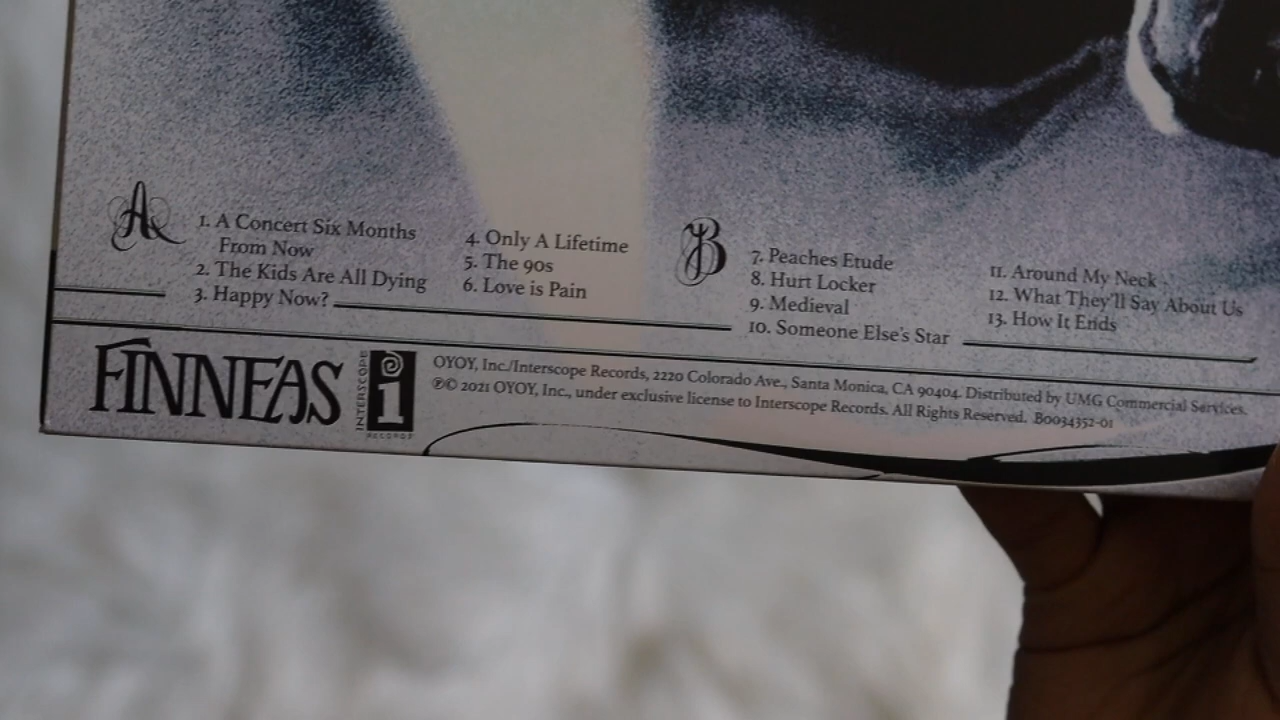 A
1. A Concert Six Months
From Now
2. The Kids Are All Dying
3. Happy Now?
4. Only A Lifetime
5. The 90s
6. Love is Pain
B
7. Peaches Etude
8. Hurt Locker
9. Medieval
10. Someone Else's Star
11. Around My Neck
12. What They'll Say About Us
13. How It Ends
FINNEAS
INTERSCOPE
i
RECORDS
OYOY, Inc./Interscope Records, 2220 Colorado Ave., Santa Monica, CA 90404. Distributed by UMG Commercial Services.
℗© 2021 OYOY, Inc., under exclusive license to Interscope Records. All Rights Reserved. B0034352-01